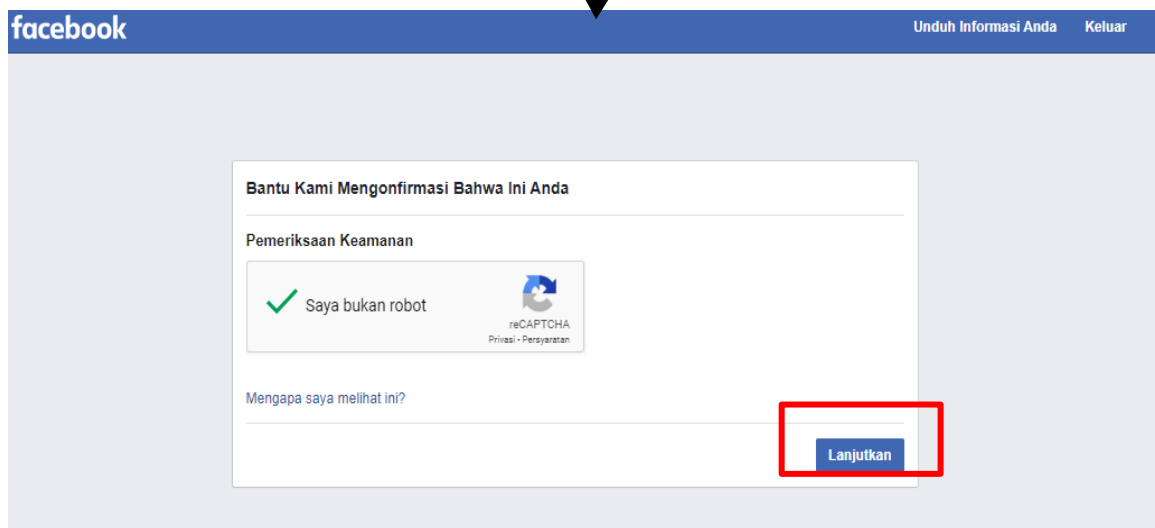 facebook
Unduh Informasi Anda Keluar
Bantu Kami Mengonfirmasi Bahwa Ini Anda
Pemeriksaan Keamanan
Saya bukan robot
reCAPTCHA
Privasi - Persyaratan
Mengapa saya melihat ini?
Lanjutkan